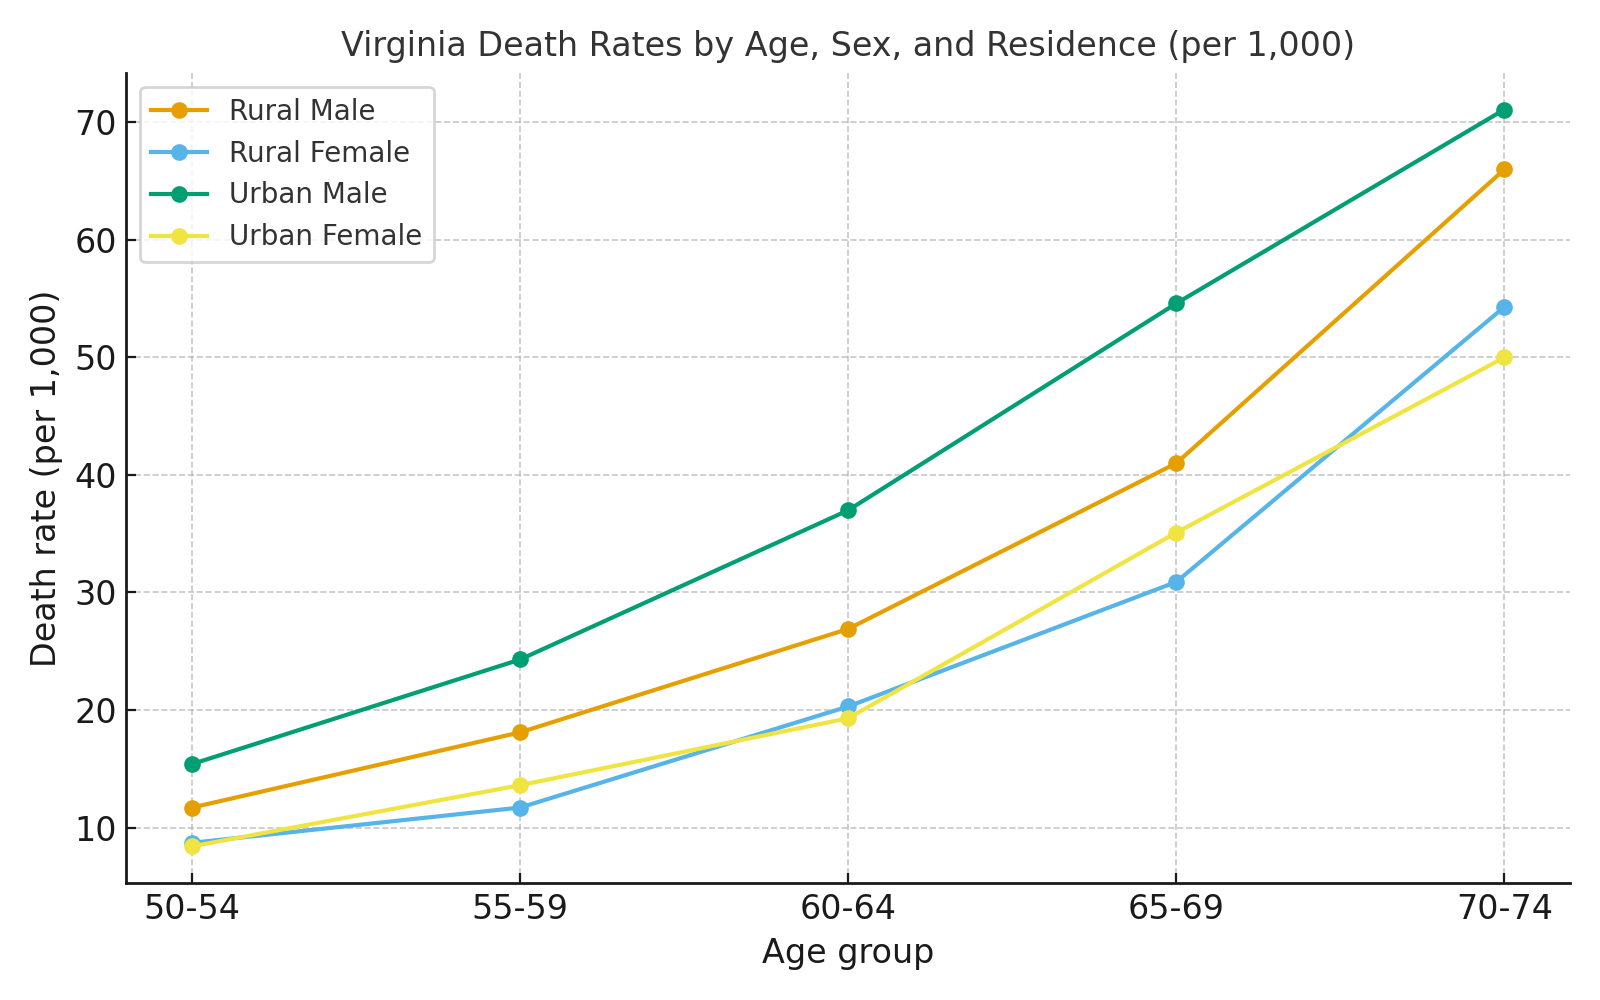 Virginia Death Rates by Age, Sex, and Residence (per 1,000)
Rural Male
Rural Female
Urban Male
Urban Female
Death rate (per 1,000)
70
60
50
40
30
20
10
50-54 55-59 60-64 65-69 70-74
Age group